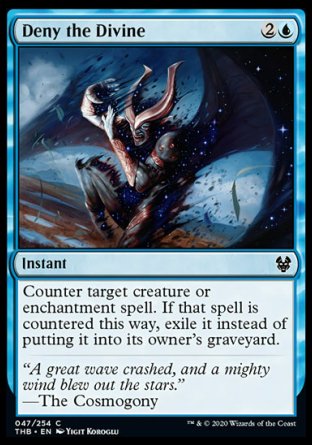 Deny the Divine 2
Instant
Counter target creature or
enchantment spell. If that spell is
countered this way, exile it instead of
putting it into its owner's graveyard.
"A great wave crashed, and a mighty
wind blew out the stars."
—The Cosmogony
047/254 C
THB • EN YIGIT KOROGLU
™ & © 2020 Wizards of the Coast